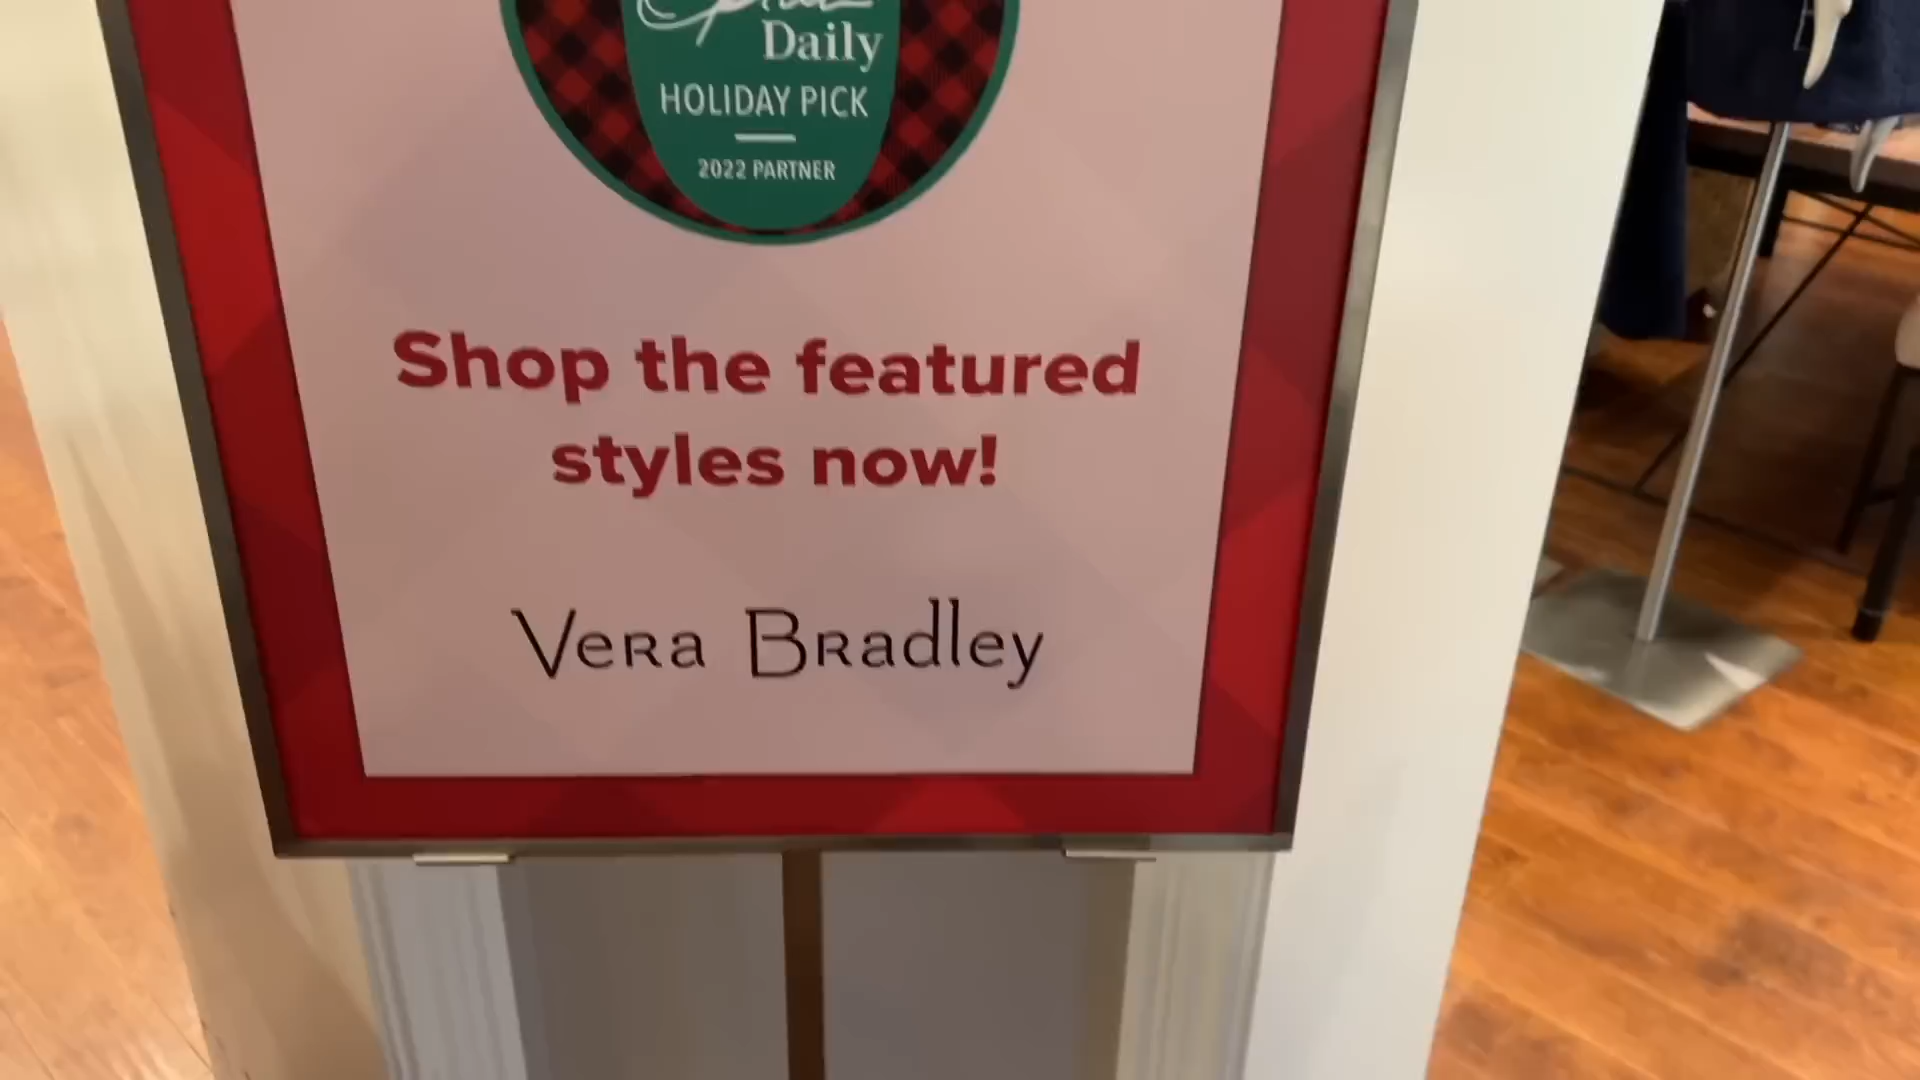 Daily
HOLIDAY PICK
2022 PARTNER
Shop the featured
styles now!
Vera Bradley